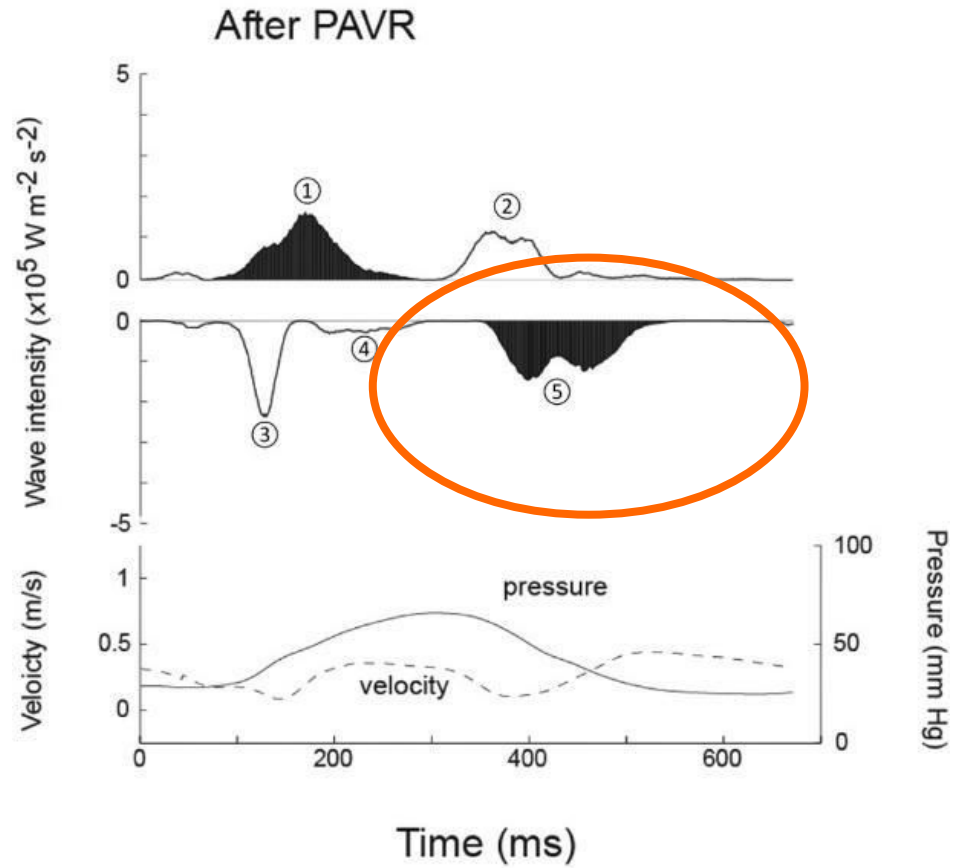 After PAVR
Wave intensity (x10⁵ W m⁻² s⁻²)
5
0
①
②
0
-5
③
④
⑤
Veloicty (m/s)
1
0.5
0
pressure
velocity
100
50
0
Pressure (mm Hg)
0 200 400 600
Time (ms)